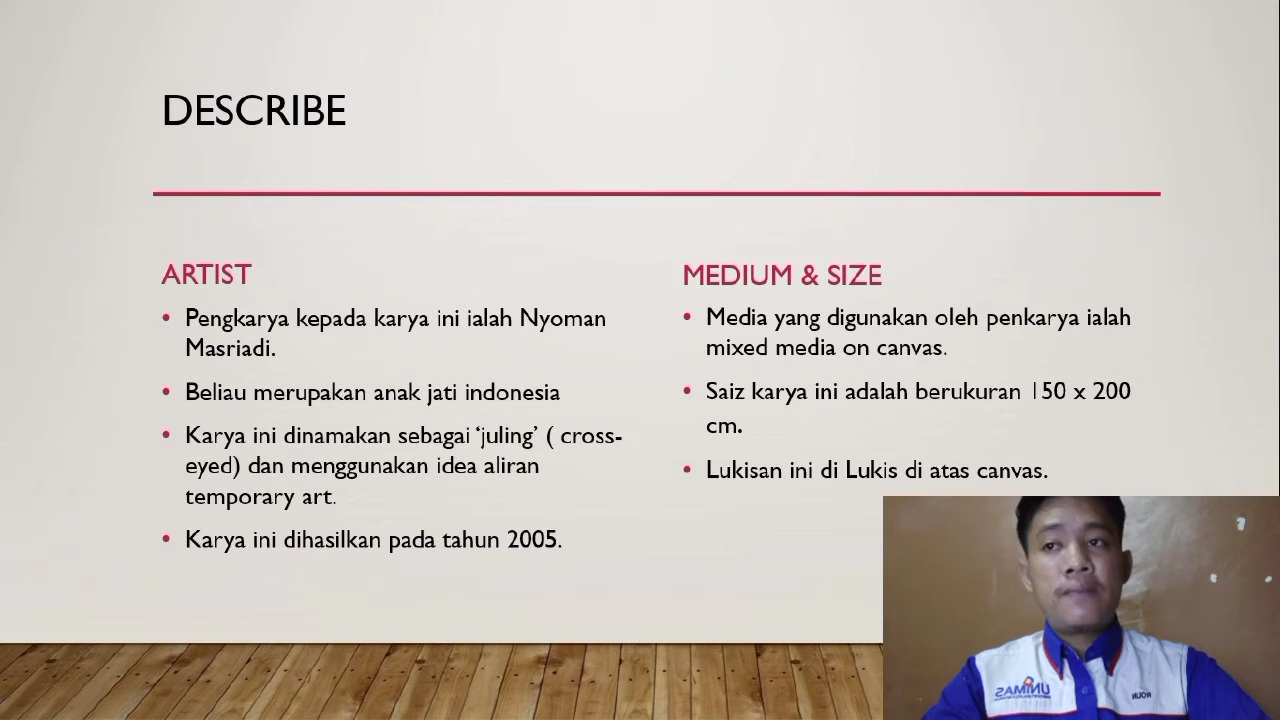 DESCRIBE
ARTIST
Pengkarya kepada karya ini ialah Nyoman
Masriadi.
Beliau merupakan anak jati indonesia
Karya ini dinamakan sebagai ‘juling’ ( cross-
eyed) dan menggunakan idea aliran
temporary art.
Karya ini dihasilkan pada tahun 2005.
MEDIUM & SIZE
Media yang digunakan oleh penkarya ialah
mixed media on canvas.
Saiz karya ini adalah berukuran 150 x 200
cm.
Lukisan ini di Lukis di atas canvas.
UNIMAS